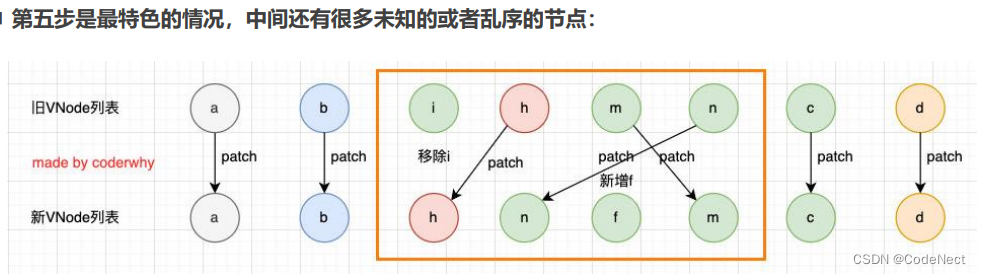 第五步是最特色的情况，中间还有很多未知的或者乱序的节点：
旧VNode列表 a b i h m n c d
made by coderwhy patch patch 移除i patch patch patch patch patch
新增f
新VNode列表 a b h n f m c d
CSDN @CodeNect